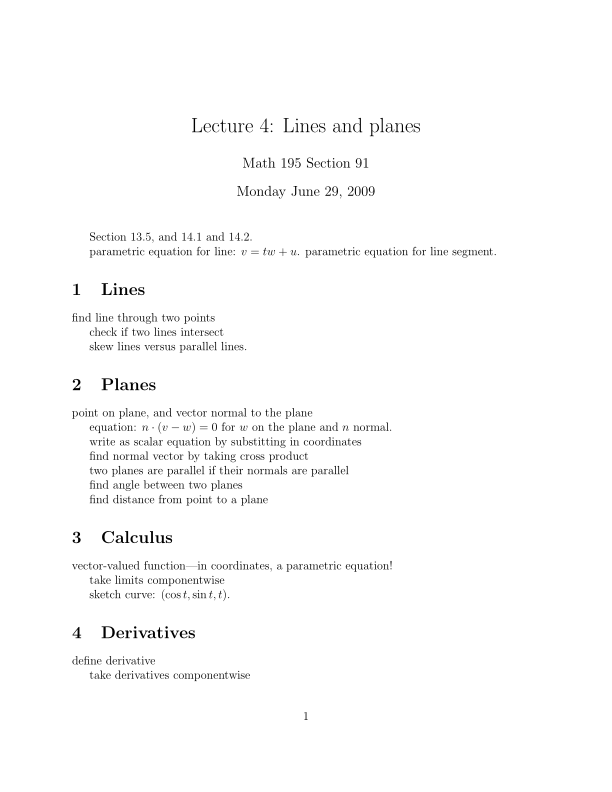 Lecture 4: Lines and planes
Math 195 Section 91
Monday June 29, 2009
Section 13.5, and 14.1 and 14.2.
parametric equation for line: v = tw + u. parametric equation for line segment.
1 Lines
find line through two points
check if two lines intersect
skew lines versus parallel lines.
2 Planes
point on plane, and vector normal to the plane
equation: n · (v − w) = 0 for w on the plane and n normal.
write as scalar equation by substitting in coordinates
find normal vector by taking cross product
two planes are parallel if their normals are parallel
find angle between two planes
find distance from point to a plane
3 Calculus
vector-valued function—in coordinates, a parametric equation!
take limits componentwise
sketch curve: (cos t, sin t, t).
4 Derivatives
define derivative
take derivatives componentwise
1